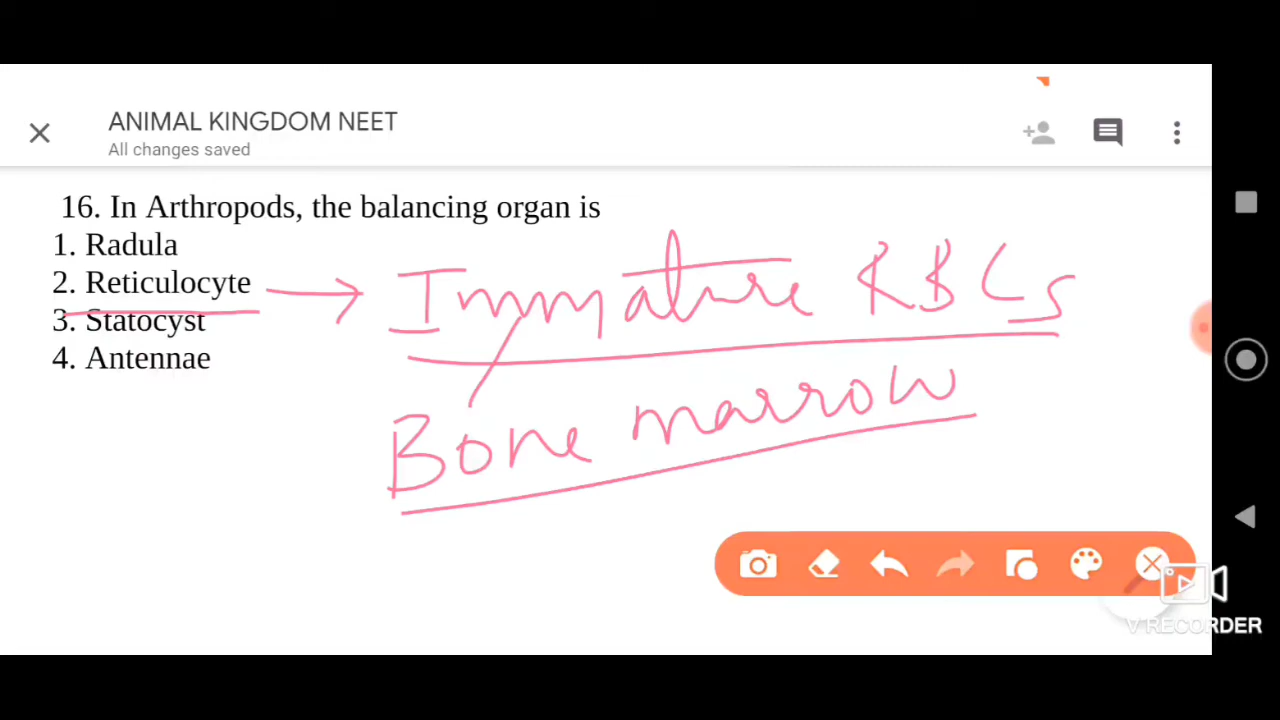 ANIMAL KINGDOM NEET
All changes saved
16. In Arthropods, the balancing organ is
1. Radula
2. Reticulocyte
Immature RBCs
3. Statocyst
4. Antennae
Bone marrow
V RECORDER